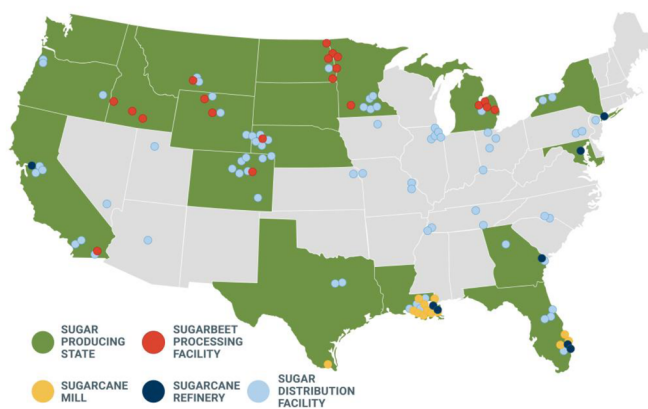 SUGAR
PRODUCING
STATE
SUGARBEET
PROCESSING
FACILITY
SUGARCANE
MILL
SUGARCANE
REFINERY
SUGAR
DISTRIBUTION
FACILITY